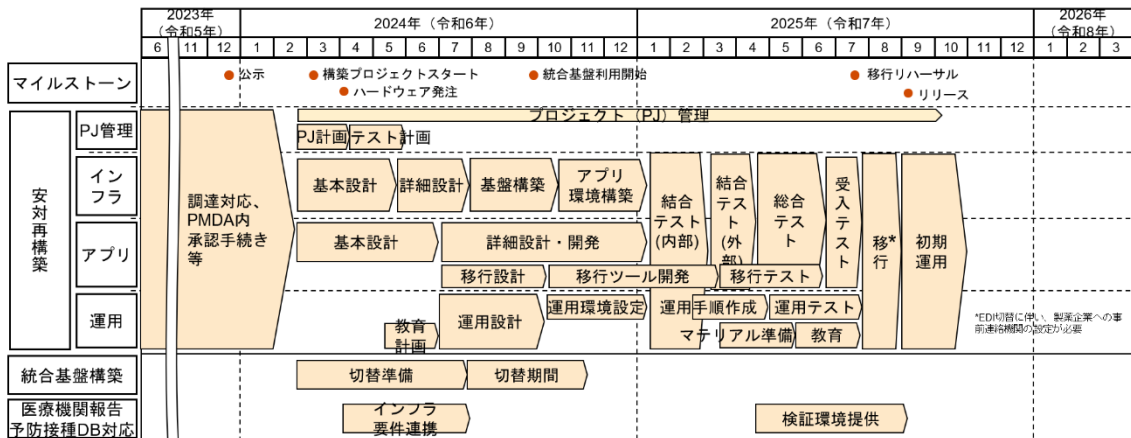 2023年
(令和5年)
2024年(令和6年)
2025年(令和7年)
2026年
(令和8年)
6 11 12 1 2 3 4 5 6 7 8 9 10 11 12 1 2 3 4 5 6 7 8 9 10 11 12 1 2 3
マイルストーン
公示
構築プロジェクトスタート
ハードウェア発注
統合基盤利用開始
移行リハーサル
リリース
安対再構築
PJ管理
プロジェクト(PJ)管理
PJ計画
テスト計画
インフラ
調達対応、
PMDA内
承認手続き
等
基本設計
詳細設計
基盤構築
アプリ
環境構築
結合
テスト
(内部)
結合
テスト
(外部)
総合
テスト
受入テスト
移*
行
初期
運用
アプリ
基本設計
詳細設計・開発
移行設計
移行ツール開発
移行テスト
運用
教育
計画
運用設計
運用環境設定
運用手順作成
運用テスト
マテリアル準備
教育
*EDI切替に伴い、製薬企業への事
前連絡機関の設定が必要
統合基盤構築
切替準備
切替期間
医療機関報告
予防接種DB対応
インフラ
要件連携
検証環境提供